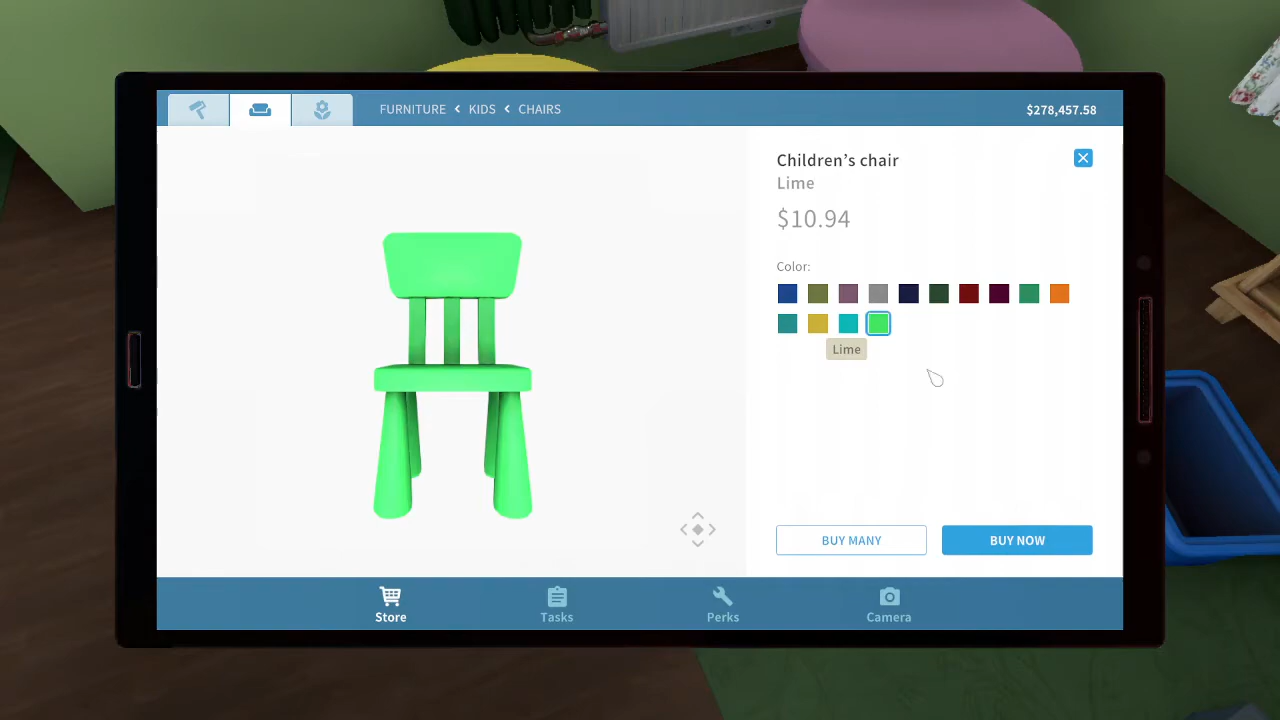 FURNITURE < KIDS < CHAIRS
$278,457.58
Children’s chair
Lime
$10.94
Color:
Lime
BUY MANY
BUY NOW
Store
Tasks
Perks
Camera